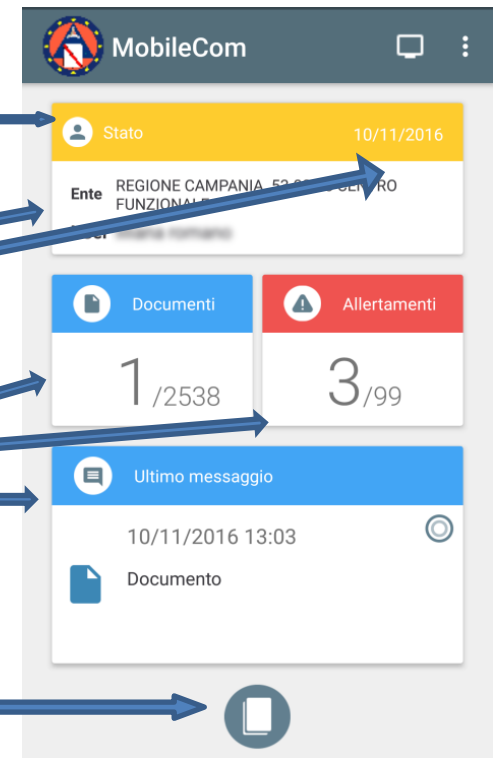 MobileCom
Stato 10/11/2016
Ente REGIONE CAMPANIA
FUNZIONALE
Documenti
Allertamenti
1/2538
3/99
Ultimo messaggio
10/11/2016 13:03
Documento